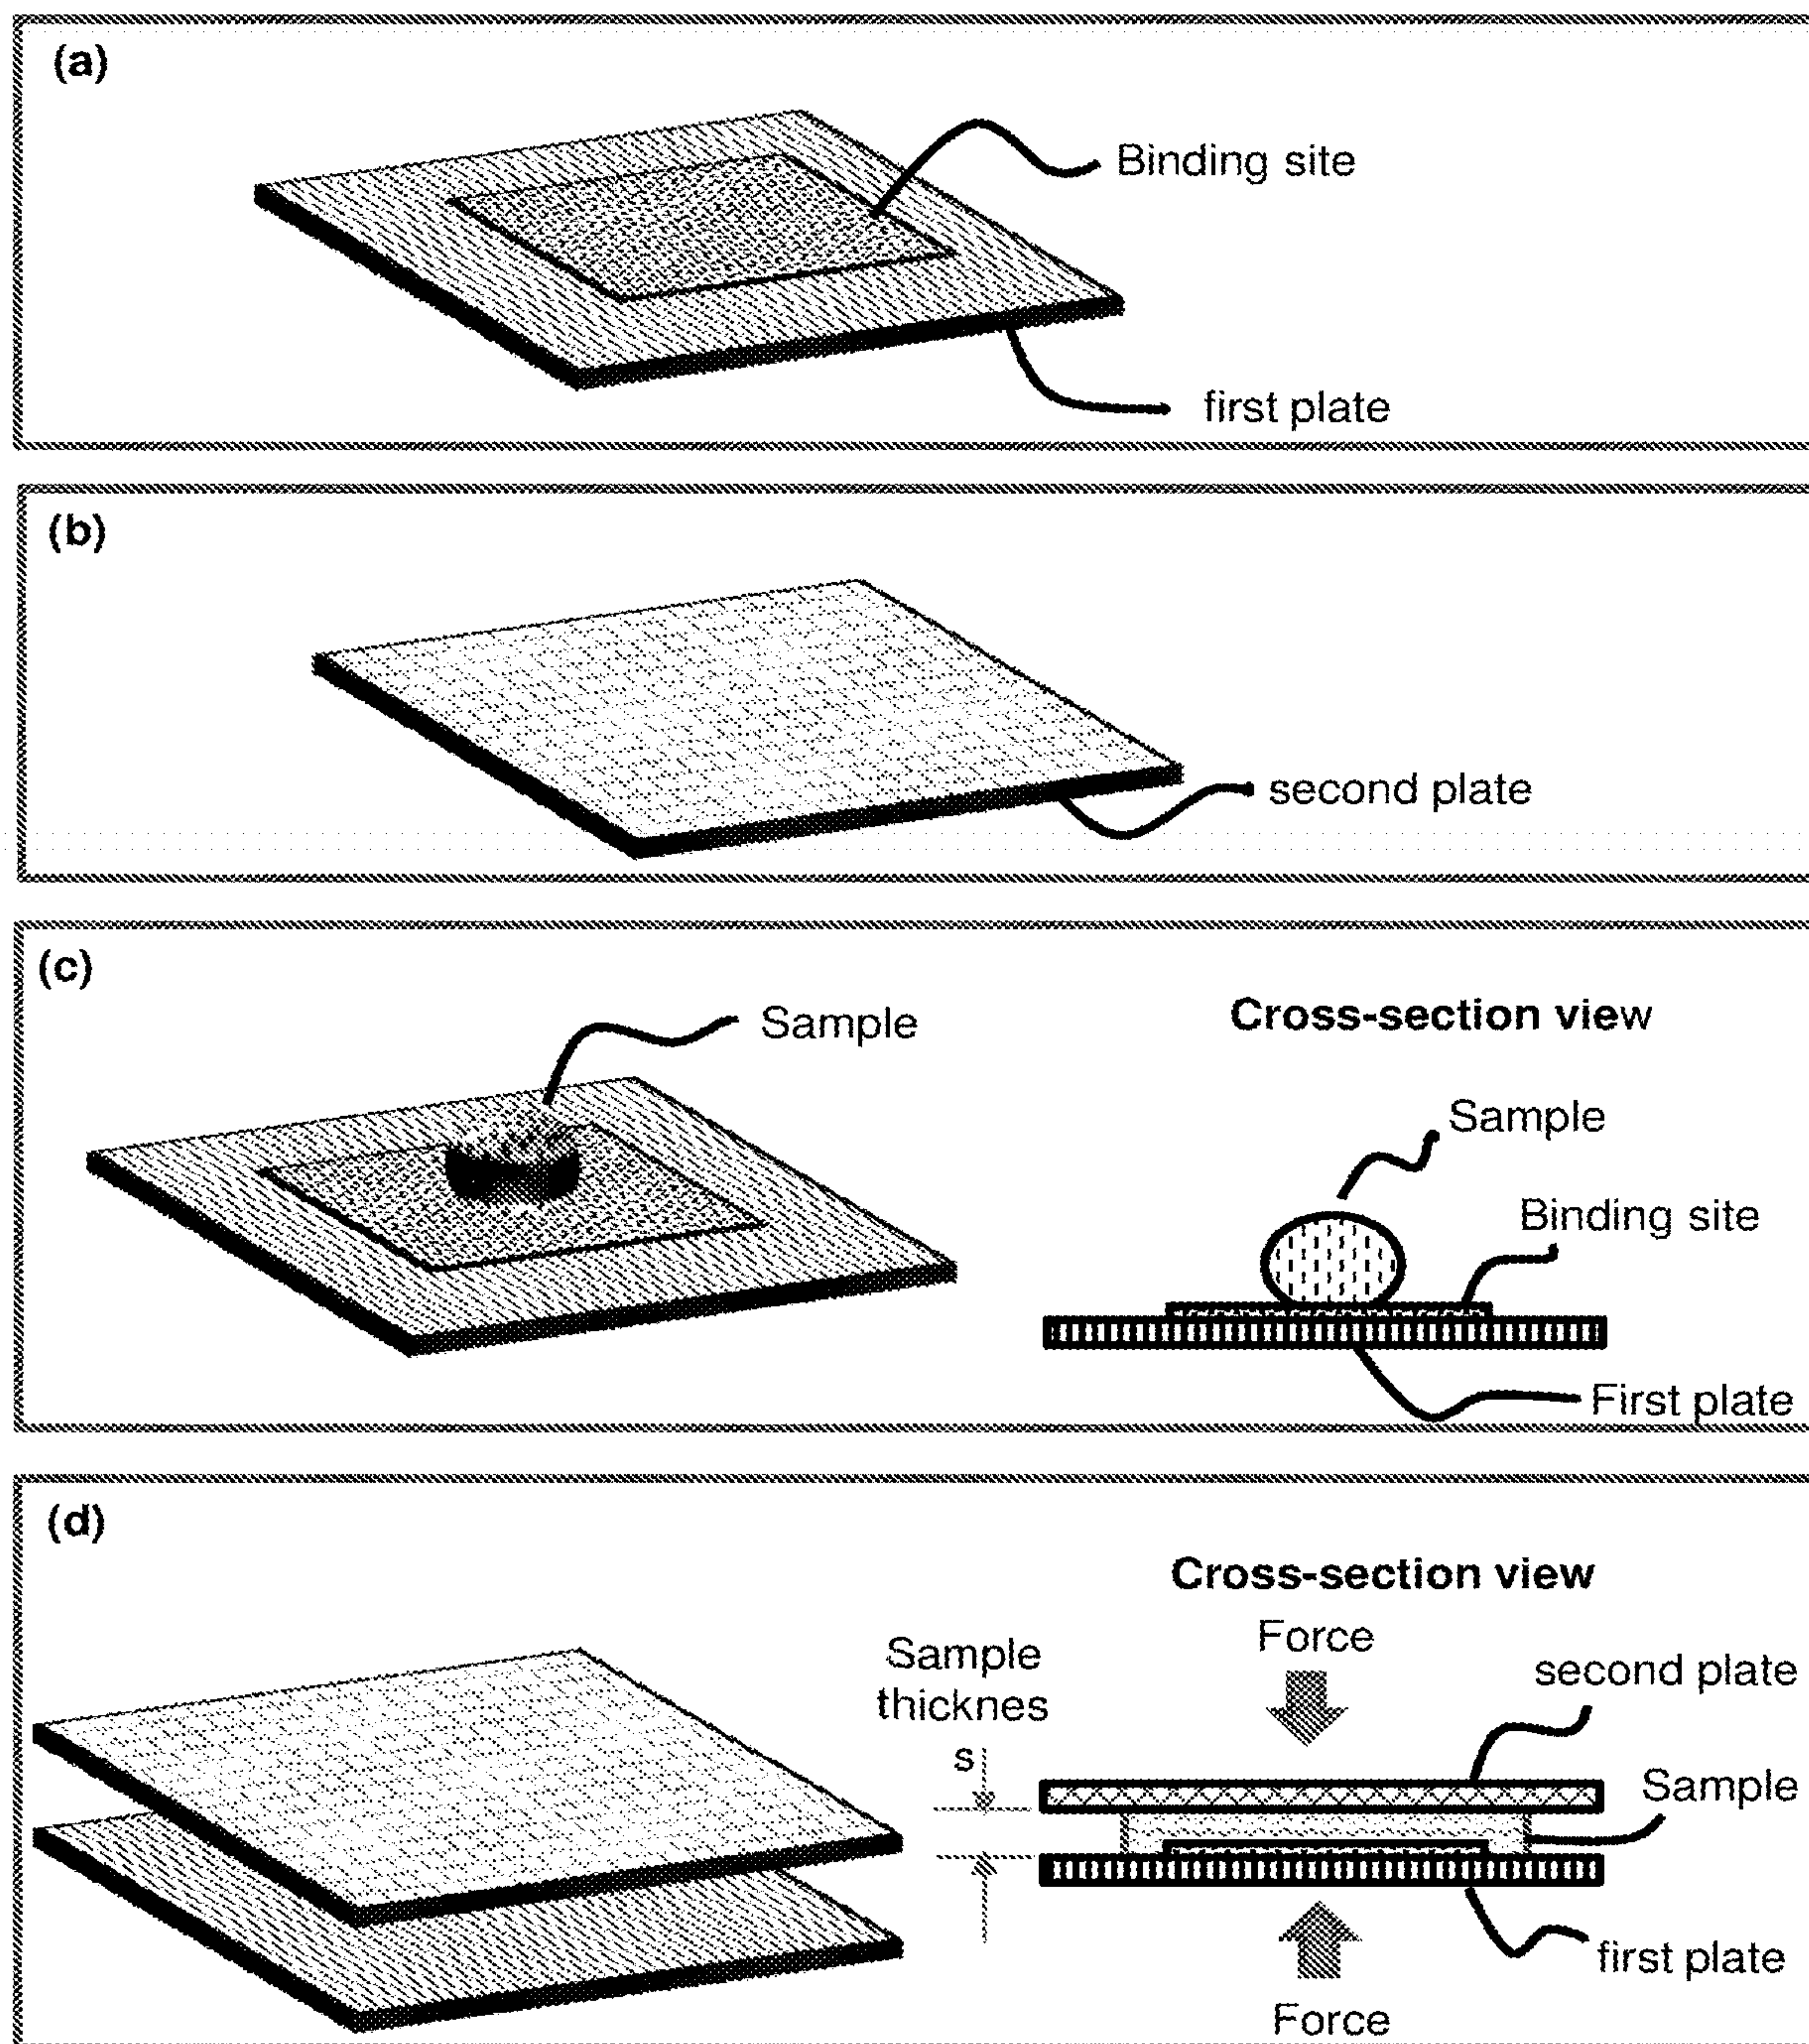 (a)
Binding site
first plate
(b)
second plate
(c)
Sample
Cross-section view
Sample
Binding site
First plate
(d)
Cross-section view
Force
Sample
thicknes
s
second plate
Sample
first plate
Force